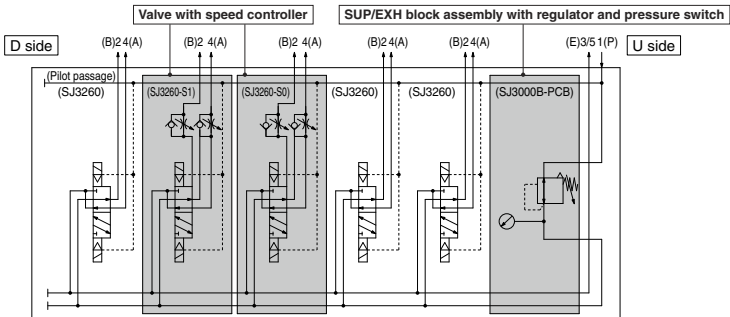 Valve with speed controller
SUP/EXH block assembly with regulator and pressure switch
D side
(B)2 4(A)
(B)2 4(A)
(B)2 4(A)
(B)2 4(A)
(B)2 4(A)
(E)3/5 1(P)
U side
(Pilot passage)
(SJ3260)
(SJ3260-S1)
(SJ3260-S0)
(SJ3260)
(SJ3260)
(SJ3000B-PCB)